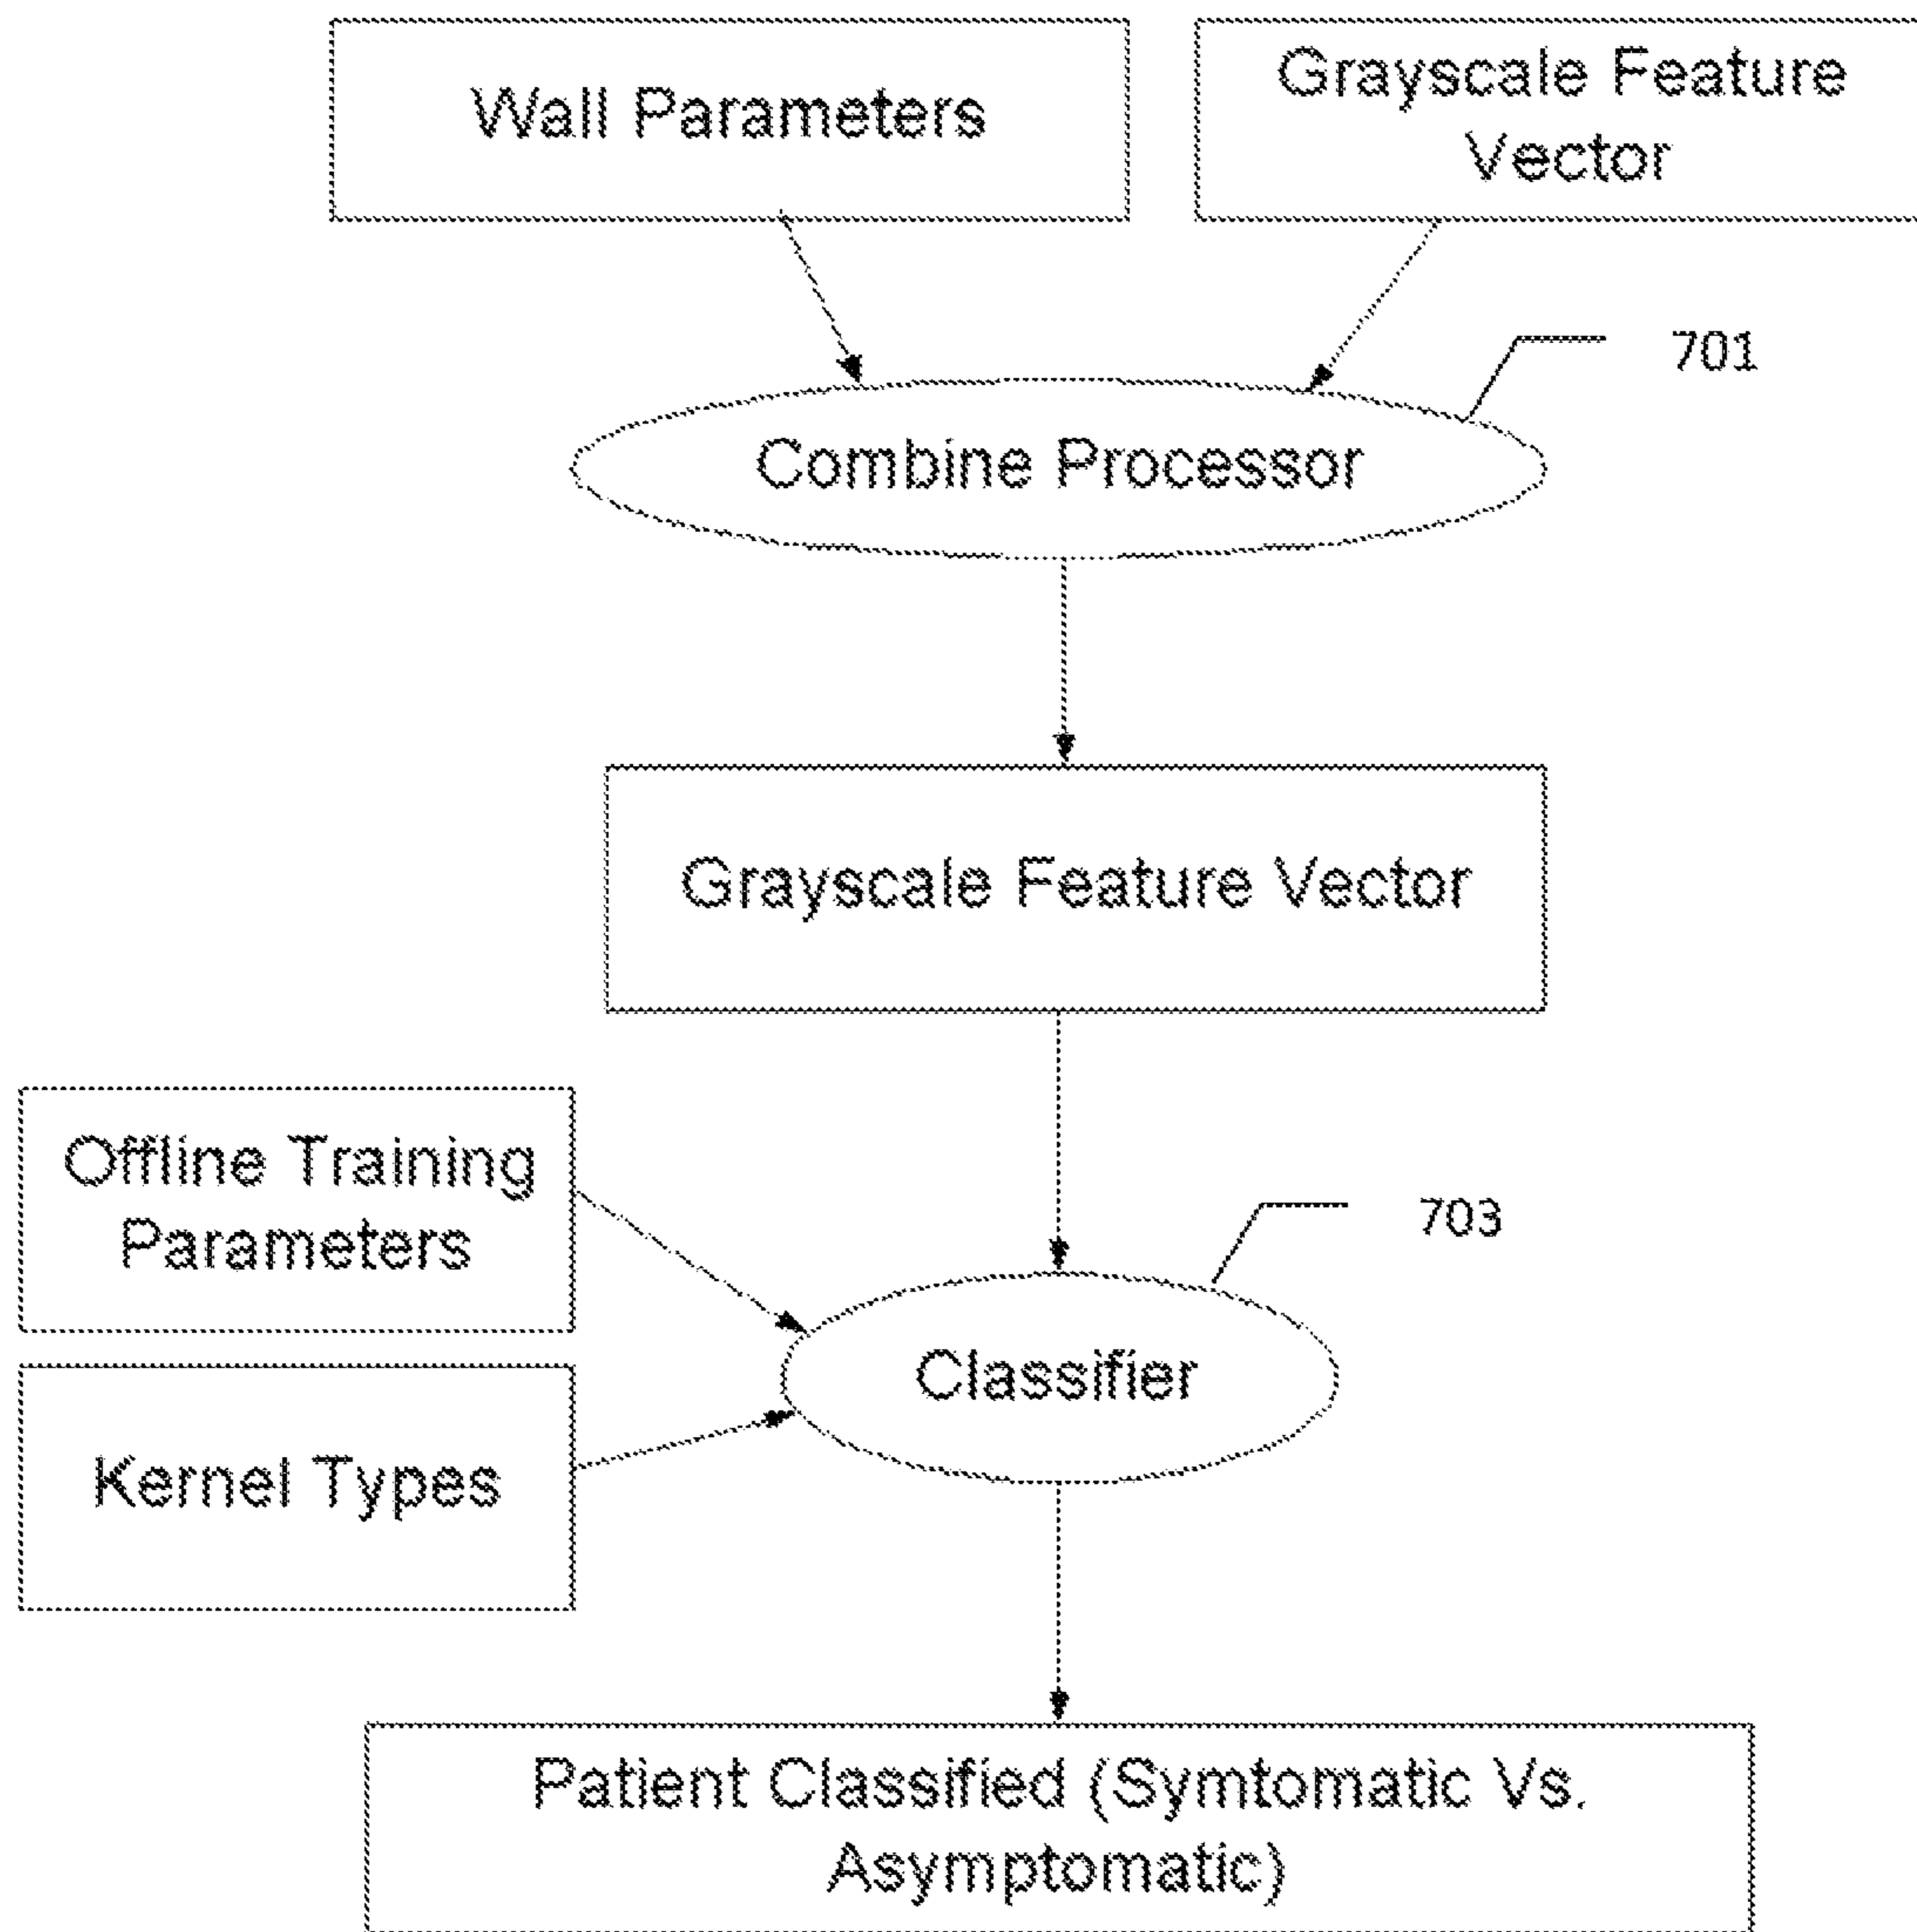 Wall Parameters
Grayscale Feature
Vector
701
Combine Processor
Grayscale Feature Vector
Offline Training
Parameters
703
Classifier
Kernel Types
Patient Classified (Symtomatic Vs.
Asymptomatic)